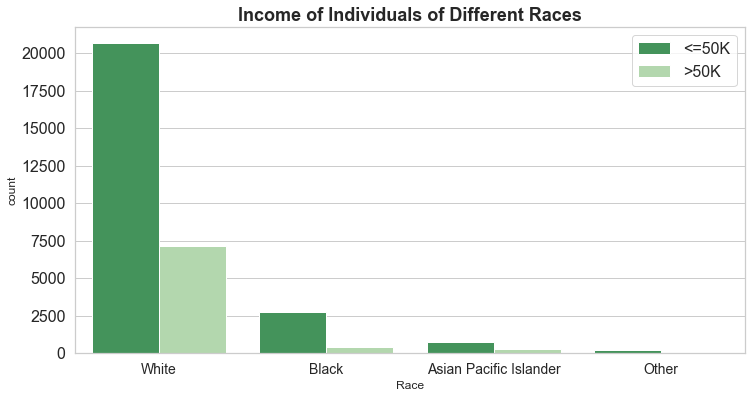 Income of Individuals of Different Races
<=50K
>50K
20000
17500
15000
12500
10000
7500
5000
2500
0
count
White
Black
Asian Pacific Islander
Other
Race